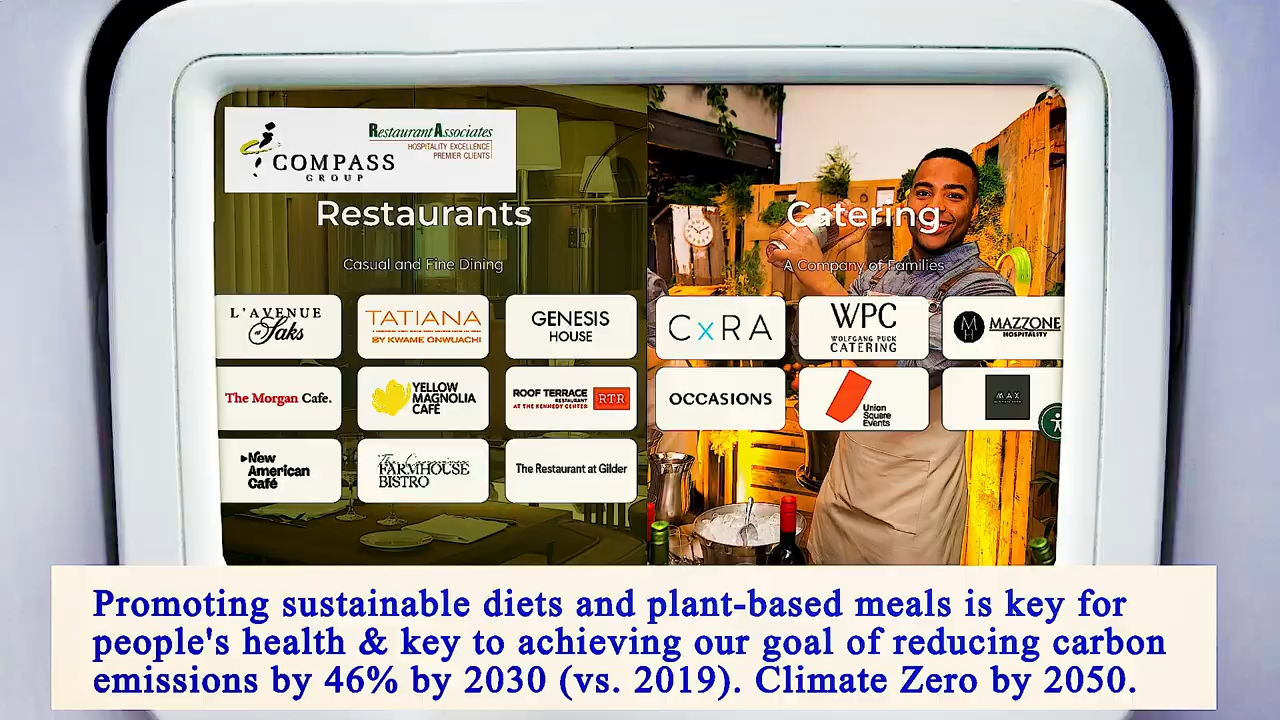 COMPASS
GROUP
Restaurant Associates
HOSPITALITY EXCELLENCE
PREMIER CLIENTS
Restaurants
Casual and Fine Dining
L'AVENUE
Saks
TATIANA
BY KWAME ONWUACHI
GENESIS
HOUSE
The Morgan Cafe.
YELLOW
MAGNOLIA
CAFÉ
ROOF TERRACE
RESTAURANT
AT THE KENNEDY CENTER
RTR
New
American
Café
FARMHOUSE
BISTRO
The Restaurant at Gilder
Catering
A Company of Families
CxRA
WPC
WOLFGANG PUCK
CATERING
M
H
MAZZONE
HOSPITALITY
OCCASIONS
Union
Square
Events
MAX
Promoting sustainable diets and plant-based meals is key for
people's health & key to achieving our goal of reducing carbon
emissions by 46% by 2030 (vs. 2019). Climate Zero by 2050.